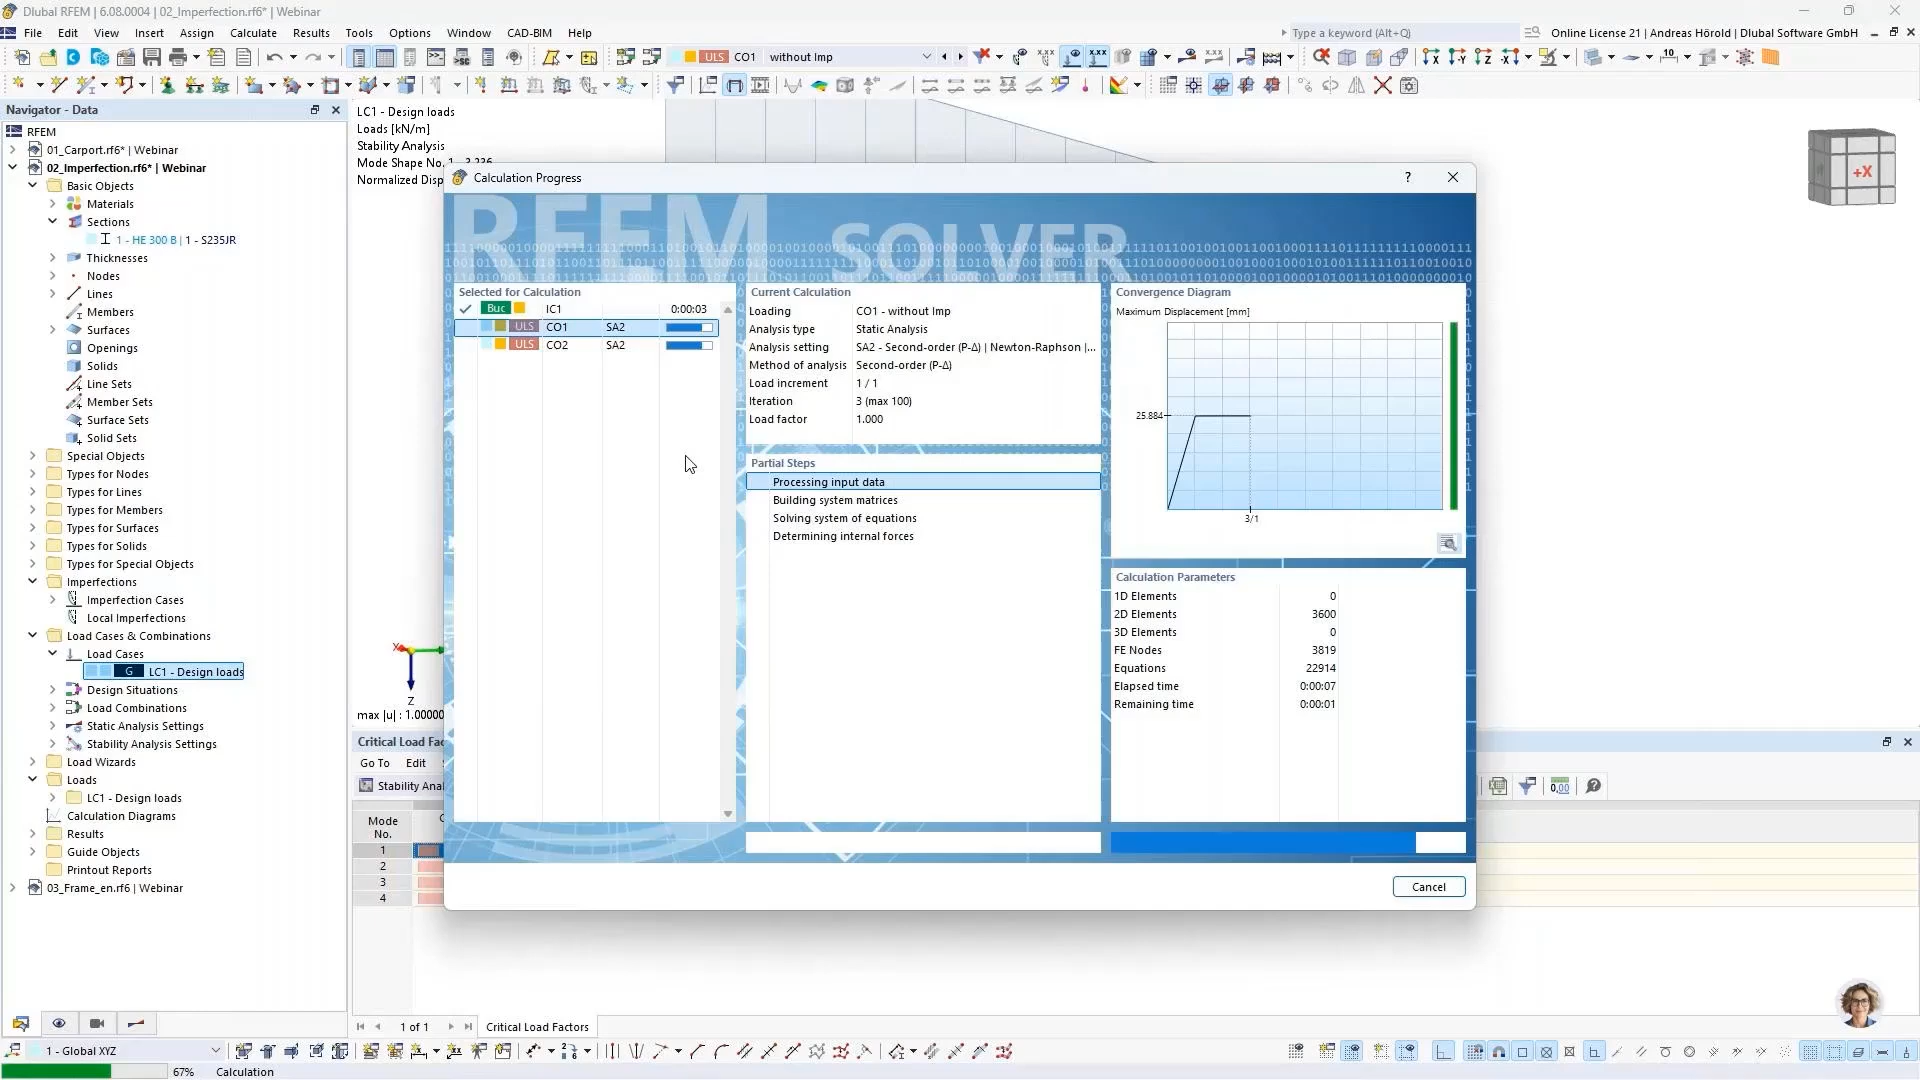 Dlubal RFEM | 6.08.0004 | 02_Imperfection.rf6* | Webinar
File Edit View Insert Assign Calculate Results Tools Options Window CAD-BIM Help
Type a keyword (Alt+Q)
Online License 21 | Andreas Hörold | Dlubal Software GmbH
ULS CO1 without Imp
Navigator - Data
RFEM
01_Carport.rf6* | Webinar
02_Imperfection.rf6* | Webinar
Basic Objects
Materials
Sections
1 - HE 300 B | 1 - S235JR
Thicknesses
Nodes
Lines
Members
Surfaces
Openings
Solids
Line Sets
Member Sets
Surface Sets
Solid Sets
Special Objects
Types for Nodes
Types for Lines
Types for Members
Types for Surfaces
Types for Solids
Types for Special Objects
Imperfections
Imperfection Cases
Local Imperfections
Load Cases & Combinations
Load Cases
G LC1 - Design loads
Design Situations
Load Combinations
Static Analysis Settings
Stability Analysis Settings
Load Wizards
Loads
LC1 - Design loads
Calculation Diagrams
Results
Guide Objects
Printout Reports
03_Frame_en.rf6 | Webinar
LC1 - Design loads
Loads [kN/m]
Stability Analysis
Mode Shape No. 1 - 3.236
Normalized Disp
+X
X
Z
max |u| : 1.00000
Calculation Progress
RFEM SOLVER
Selected for Calculation
Buc IC1 0:00:03
ULS CO1 SA2
ULS CO2 SA2
Current Calculation
Loading CO1 - without Imp
Analysis type Static Analysis
Analysis setting SA2 - Second-order (P-Δ) | Newton-Raphson |...
Method of analysis Second-order (P-Δ)
Load increment 1 / 1
Iteration 3 (max 100)
Load factor 1.000
Partial Steps
Processing input data
Building system matrices
Solving system of equations
Determining internal forces
Convergence Diagram
Maximum Displacement [mm]
25.884
3/1
Calculation Parameters
1D Elements 0
2D Elements 3600
3D Elements 0
FE Nodes 3819
Equations 22914
Elapsed time 0:00:07
Remaining time 0:00:01
Cancel
Critical Load Fac
Go To Edit
Stability Anal
Mode
No.
1
2
3
4
1 of 1
Critical Load Factors
1 - Global XYZ
67% Calculation